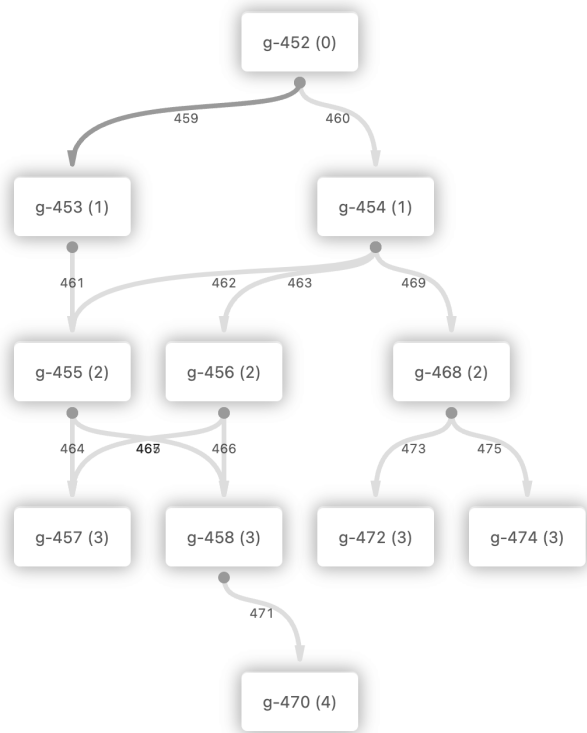 g-452 (0)
459
460
g-453 (1)
g-454 (1)
461
462
463
469
g-455 (2)
g-456 (2)
g-468 (2)
464
466
473
475
g-457 (3)
g-458 (3)
g-472 (3)
g-474 (3)
471
g-470 (4)